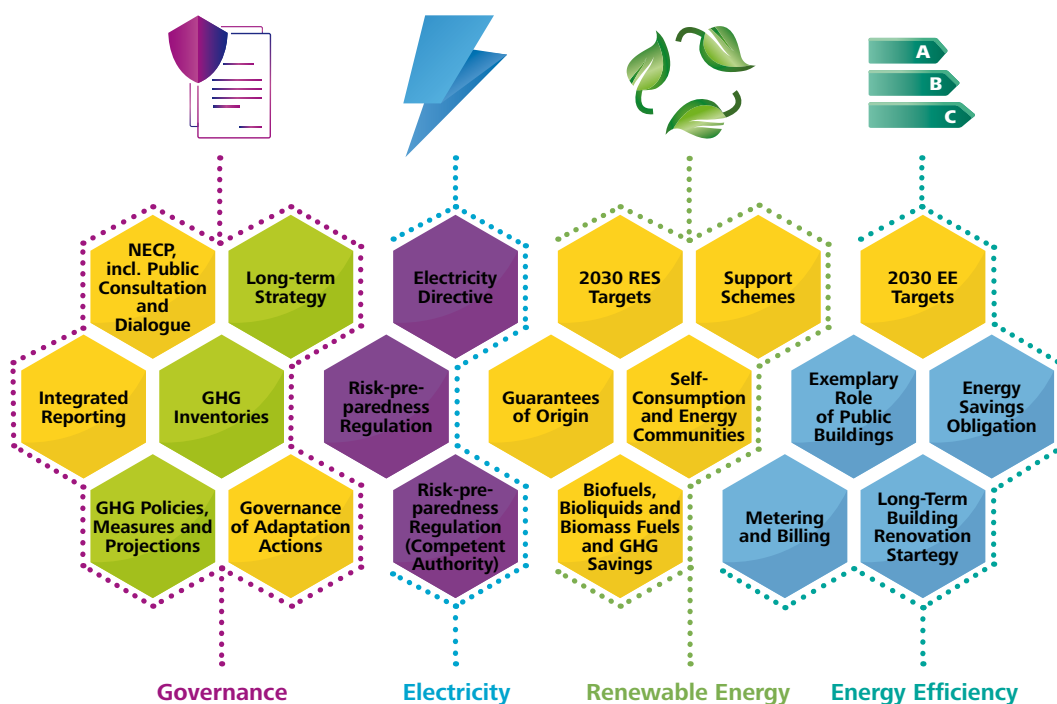 A
B
C
NECP,
incl. Public
Consultation
and
Dialogue
Long-term
Strategy
Electricity
Directive
2030 RES
Targets
Support
Schemes
2030 EE
Targets
Integrated
Reporting
GHG
Inventories
Risk-pre-
paredness
Regulation
Guarantees
of Origin
Self-
Consumption
and Energy
Communities
Exemplary
Role
of Public
Buildings
Energy
Savings
Obligation
GHG Policies,
Measures and
Projections
Governance
of Adaptation
Actions
Risk-pre-
paredness
Regulation
(Competent
Authority)
Biofuels,
Bioliquids and
Biomass Fuels
and GHG
Savings
Metering
and Billing
Long-Term
Building
Renovation
Startegy
Governance
Electricity
Renewable Energy
Energy Efficiency